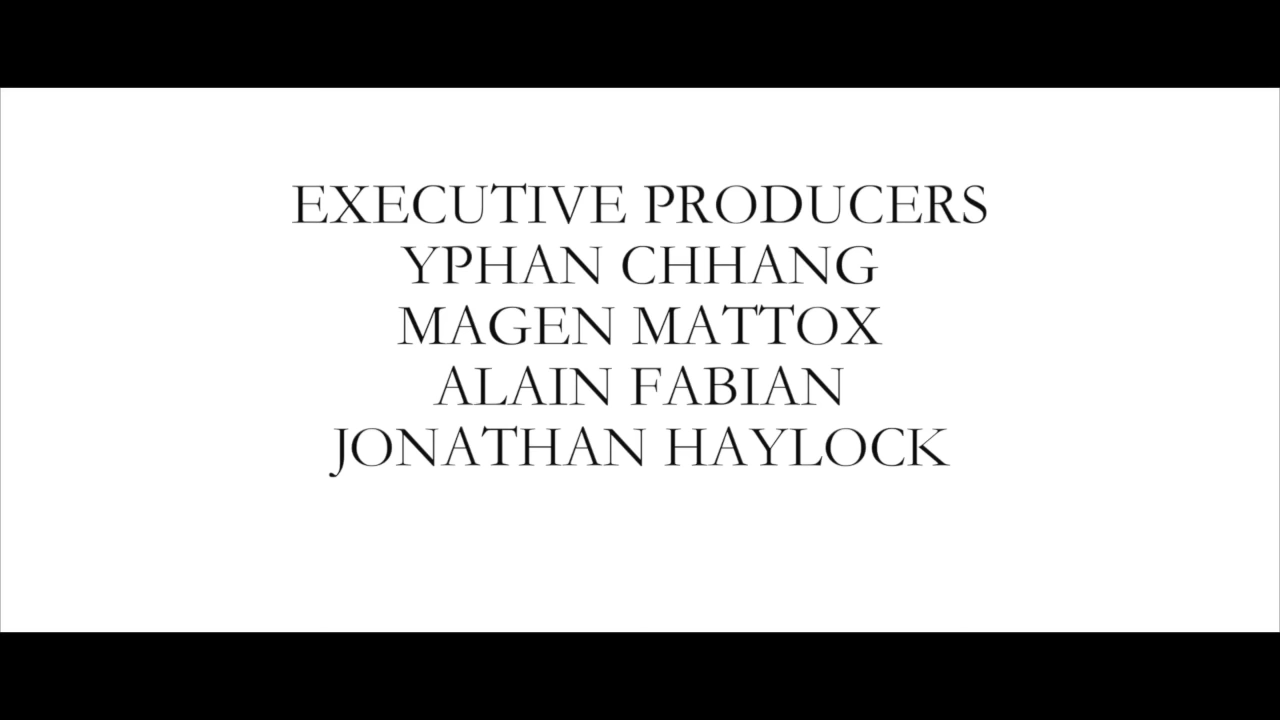 EXECUTIVE PRODUCERS
YPHAN CHHANG
MAGEN MATTOX
ALAIN FABIAN
JONATHAN HAYLOCK